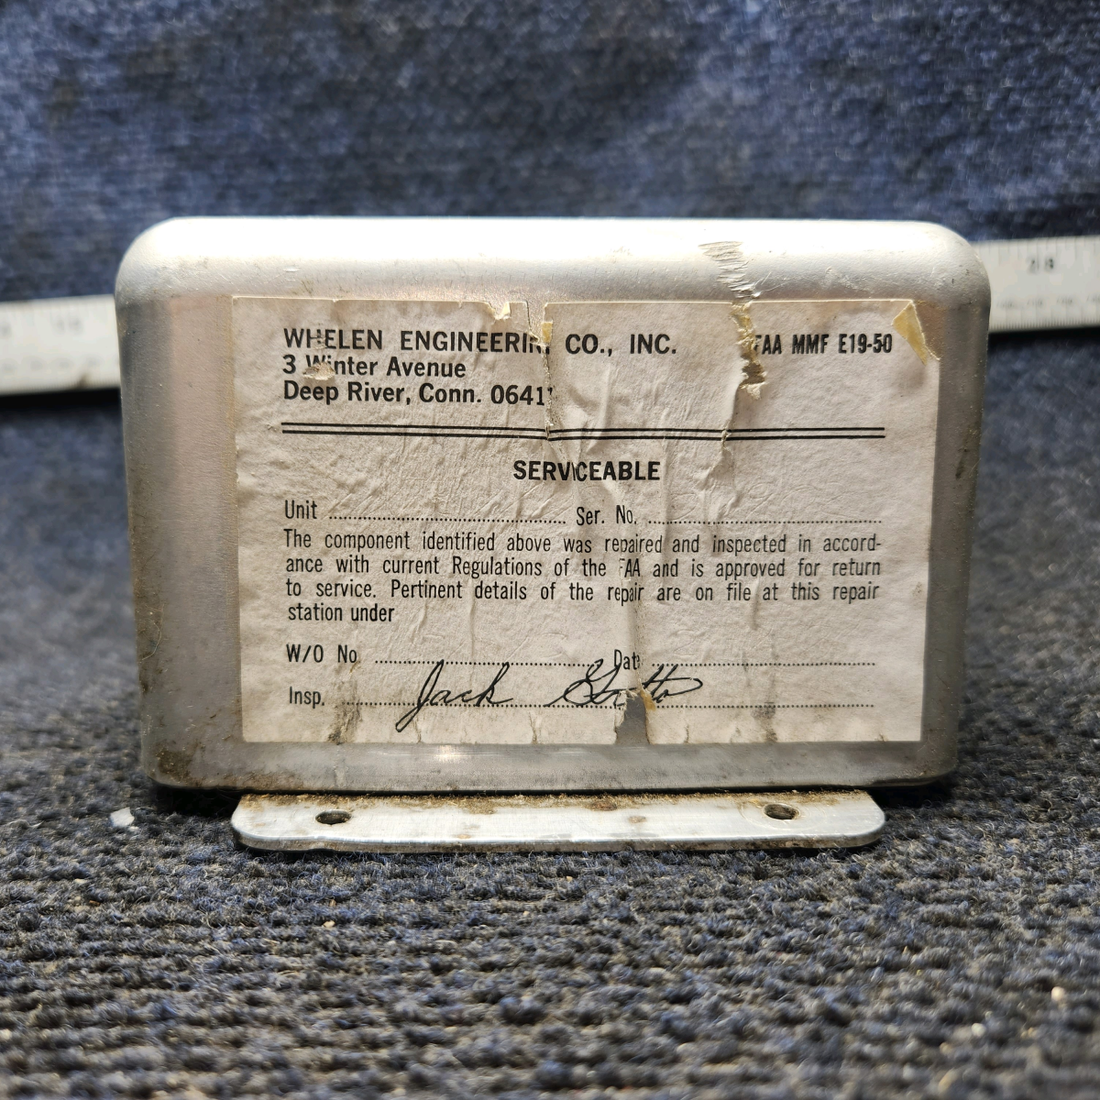 WHELEN ENGINEERIN CO., INC. FAA MMF E19-50
3 Winter Avenue
Deep River, Conn. 0641
SERVICEABLE
Unit Ser. No.
The component identified above was repaired and inspected in accord-
ance with current Regulations of the FAA and is approved for return
to service. Pertinent details of the repair are on file at this repair
station under
W/O No Date
Insp. Jack